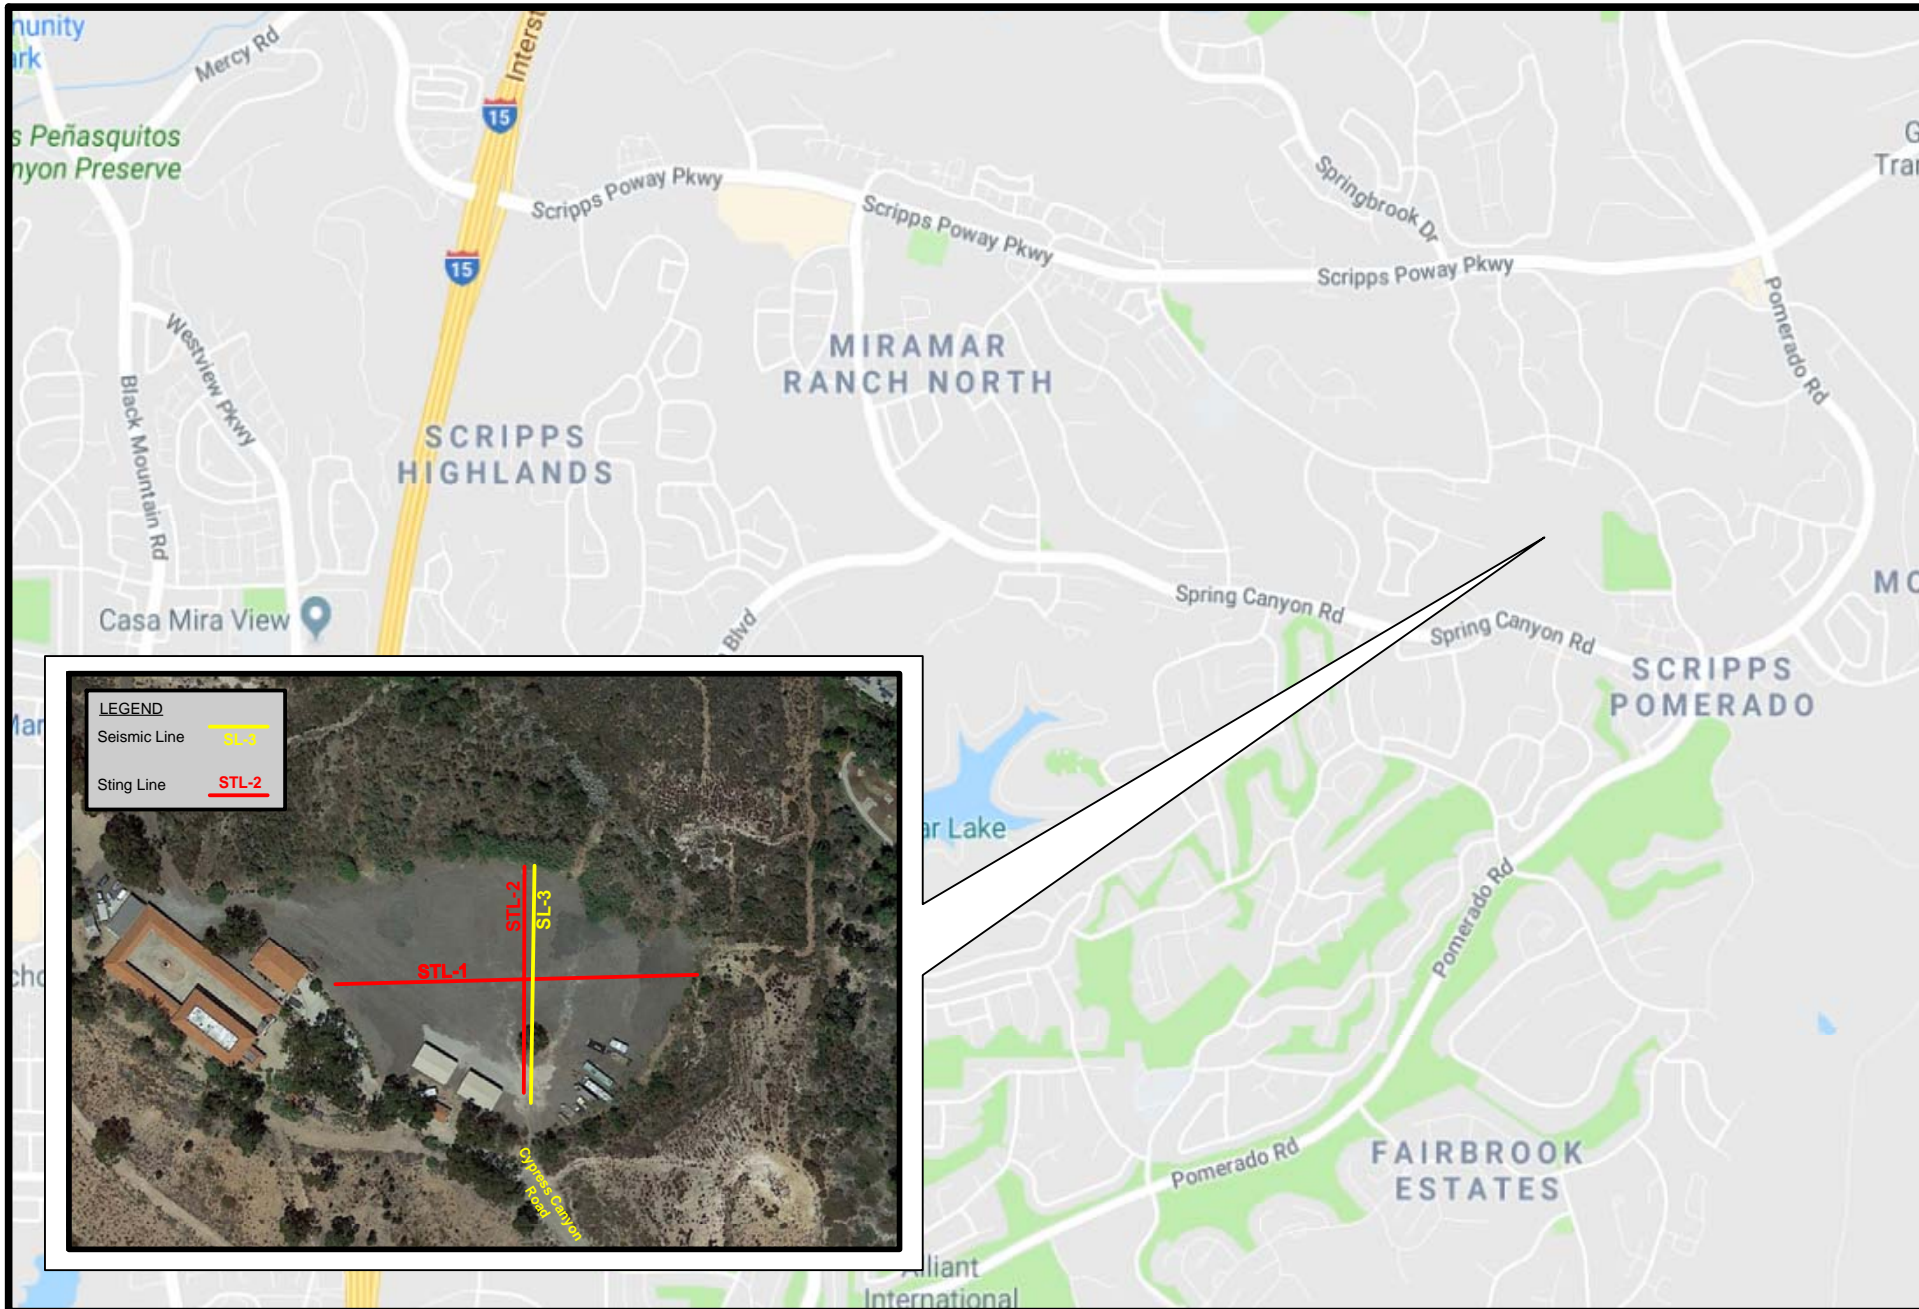 nunity
ark
Mercy Rd
Interst
15
s Peñasquitos
nyon Preserve
G
Trar
Scripps Poway Pkwy
Scripps Poway Pkwy
Springbrook Dr
Scripps Poway Pkwy
15
Pomerado Rd
Westview Pkwy
Black Mountain Rd
MIRAMAR
RANCH NORTH
SCRIPPS
HIGHLANDS
Casa Mira View
Blvd
Spring Canyon Rd
Spring Canyon Rd
MO
SCRIPPS
POMERADO
Mar
LEGEND
Seismic Line
SL-3
Sting Line
STL-2
ar Lake
STL-2
SL-3
STL-1
cho
Cypress Canyon
Road
Pomerado Rd
Pomerado Rd
FAIRBROOK
ESTATES
Alliant
International